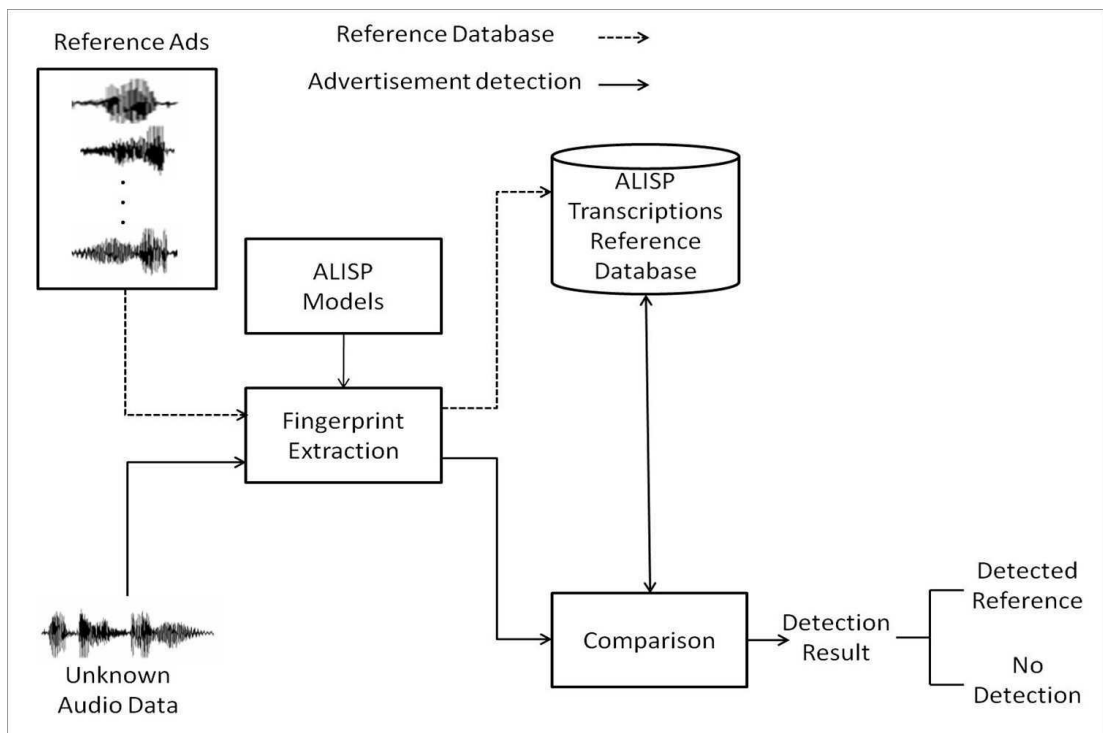 Reference Ads
Reference Database
Advertisement detection
ALISP
Transcriptions
Reference
Database
ALISP
Models
Fingerprint
Extraction
Unknown
Audio Data
Comparison
Detection
Result
Detected
Reference
No
Detection